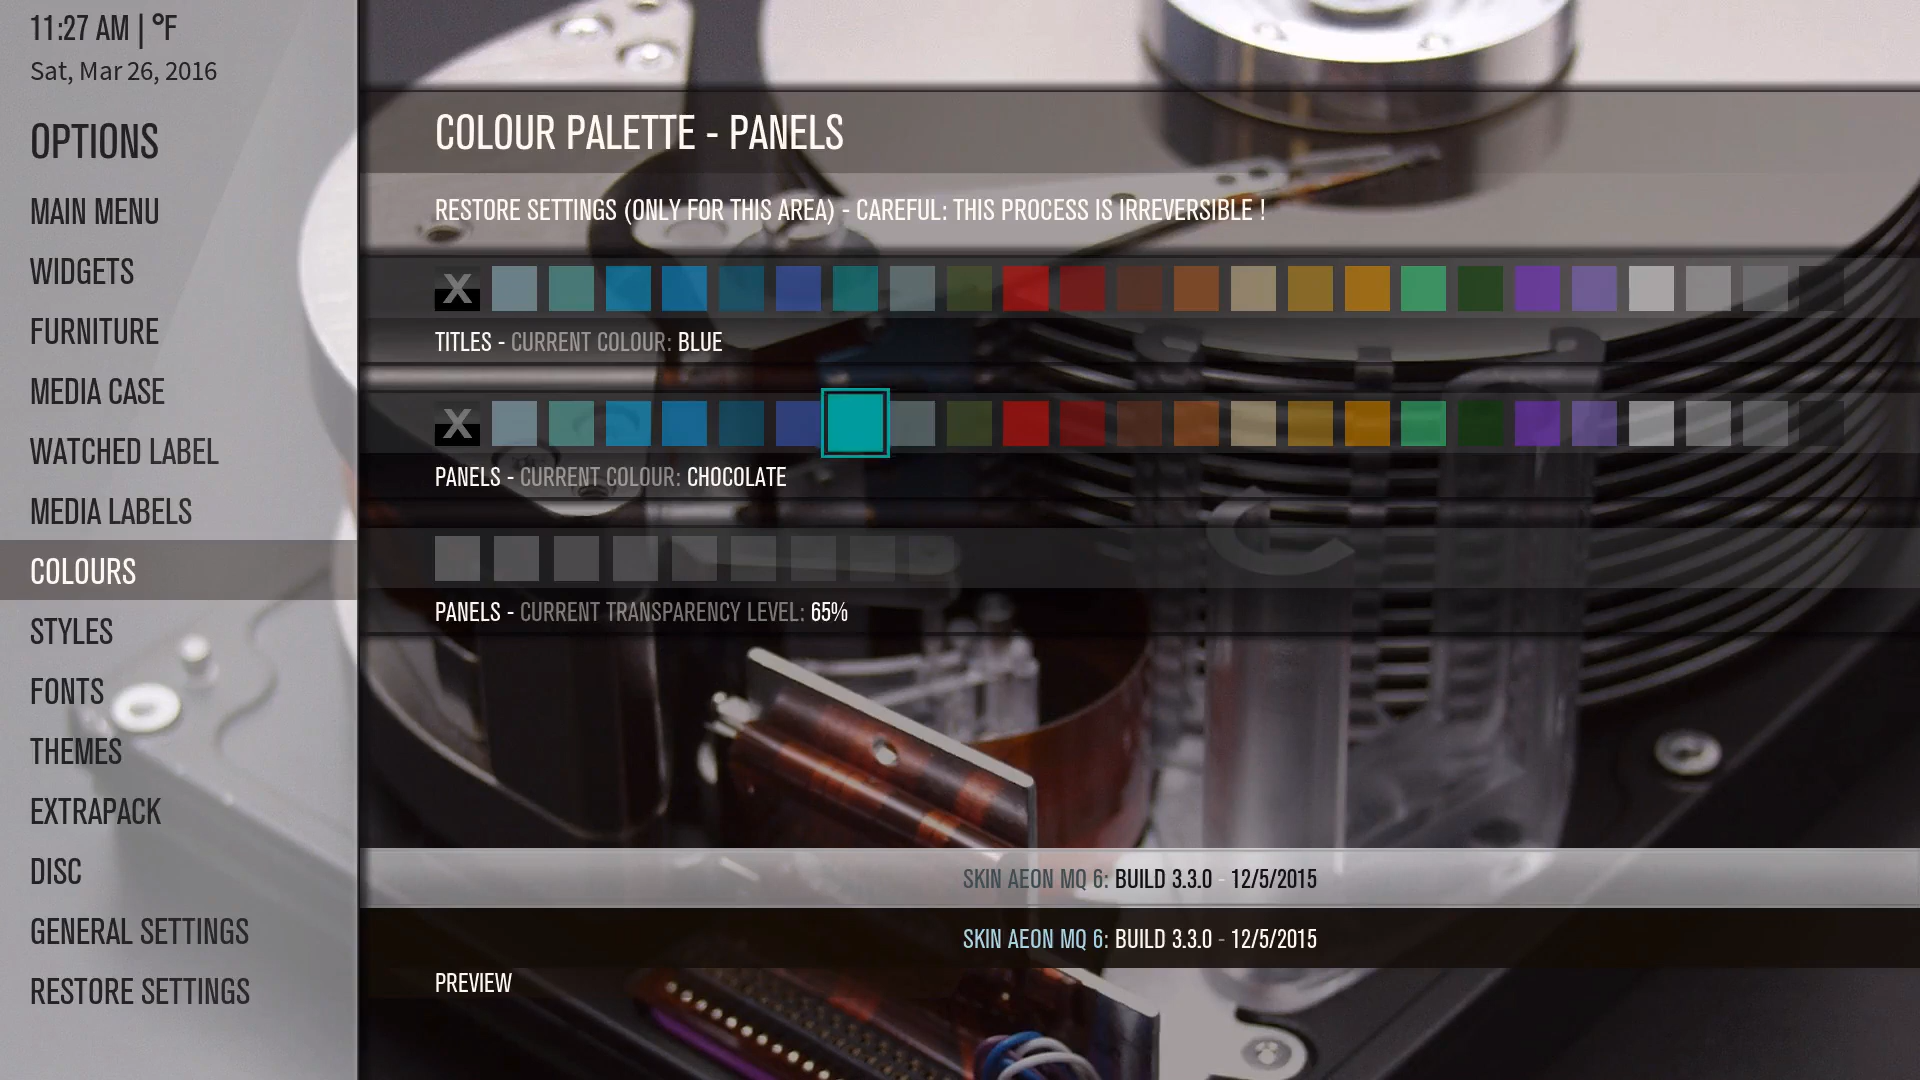 11:27 AM | °F
Sat, Mar 26, 2016
OPTIONS
MAIN MENU
WIDGETS
FURNITURE
MEDIA CASE
WATCHED LABEL
MEDIA LABELS
COLOURS
STYLES
FONTS
THEMES
EXTRAPACK
DISC
GENERAL SETTINGS
RESTORE SETTINGS
COLOUR PALETTE - PANELS
RESTORE SETTINGS (ONLY FOR THIS AREA) - CAREFUL: THIS PROCESS IS IRREVERSIBLE !
X
TITLES - CURRENT COLOUR: BLUE
X
PANELS - CURRENT COLOUR: CHOCOLATE
PANELS - CURRENT TRANSPARENCY LEVEL: 65%
SKIN AEON MQ 6: BUILD 3.3.0 - 12/5/2015
SKIN AEON MQ 6: BUILD 3.3.0 - 12/5/2015
PREVIEW